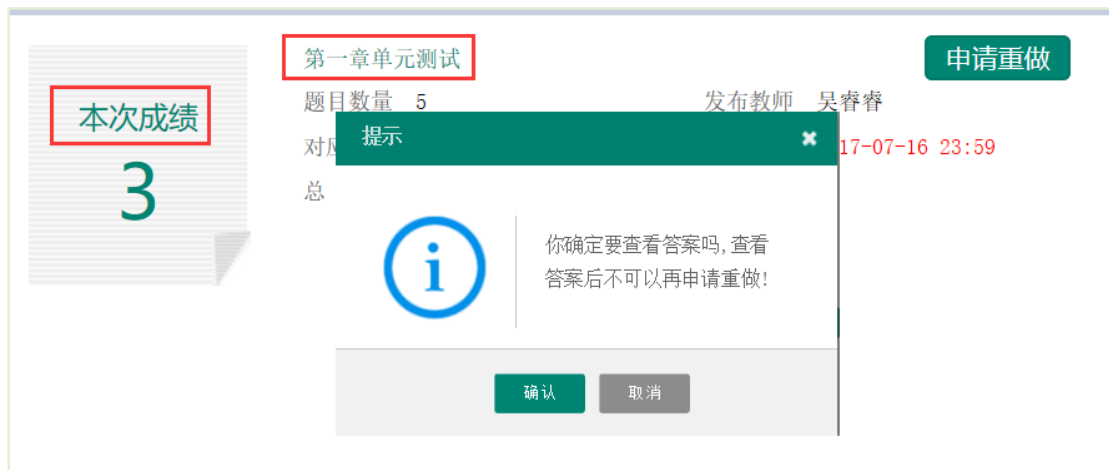 第一章单元测试
申请重做
本次成绩
3
题目数量 5 发布教师 吴睿睿
提示
17-07-16 23:59
总
你确定要查看答案吗,查看
答案后不可以再申请重做!
确认 取消